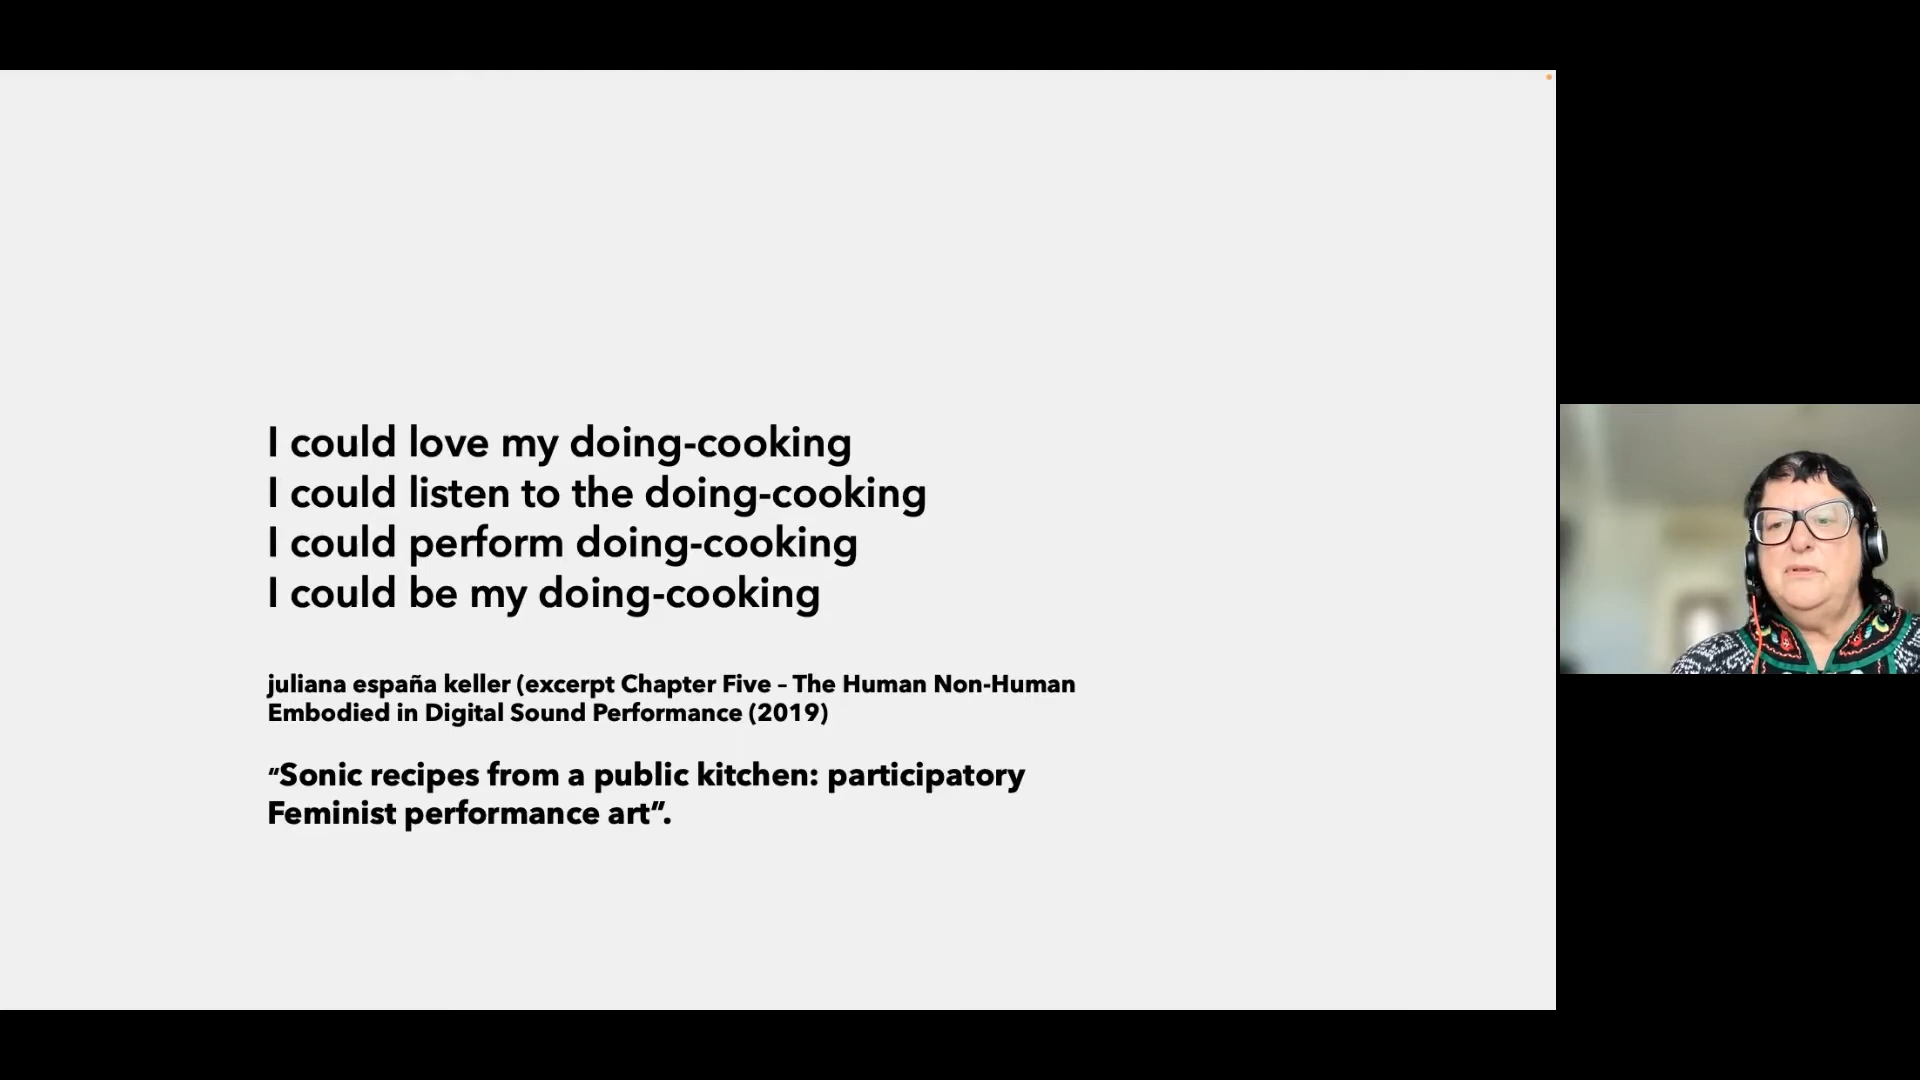 I could love my doing-cooking
I could listen to the doing-cooking
I could perform doing-cooking
I could be my doing-cooking
juliana españa keller (excerpt Chapter Five – The Human Non-Human
Embodied in Digital Sound Performance (2019)
“Sonic recipes from a public kitchen: participatory
Feminist performance art”.